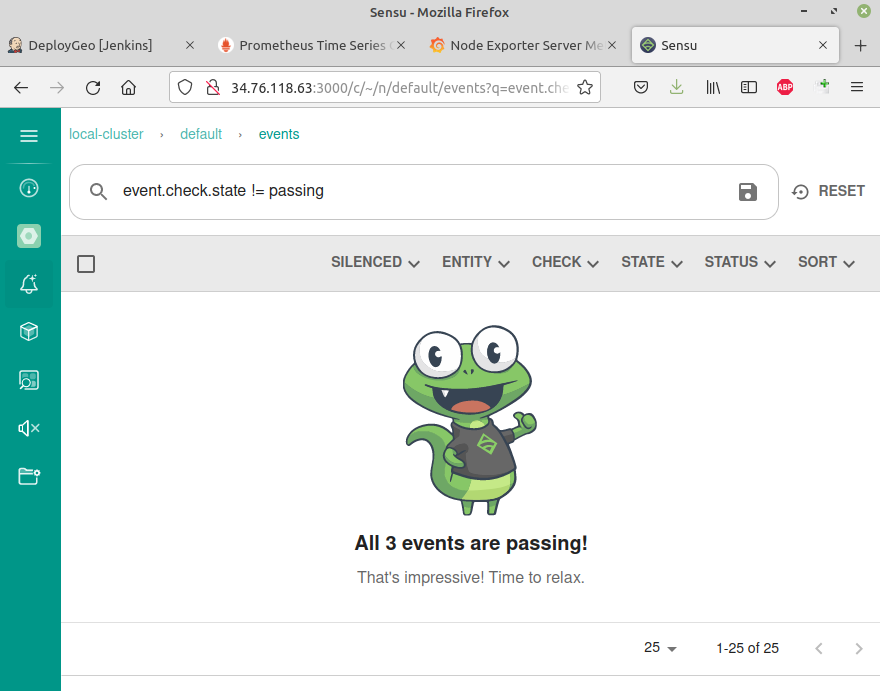 Sensu - Mozilla Firefox
DeployGeo [Jenkins]
Prometheus Time Series
Node Exporter Server Me
Sensu
34.76.118.63:3000/c/~/n/default/events?q=event.che
ABP
local-cluster › default › events
event.check.state != passing
RESET
SILENCED ENTITY CHECK STATE STATUS SORT
All 3 events are passing!
That's impressive! Time to relax.
25 1-25 of 25